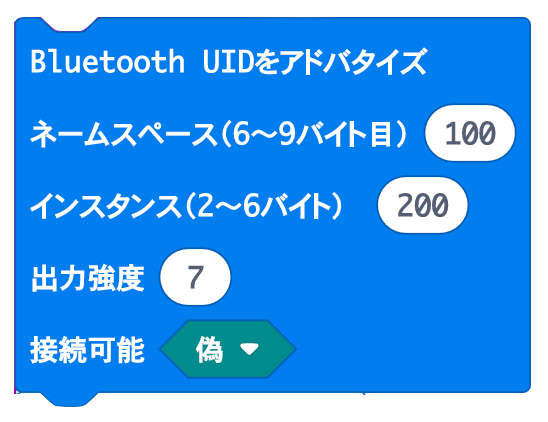 Bluetooth UIDをアドバタイズ
ネームスペース(6〜9バイト目) 100
インスタンス(2〜6バイト) 200
出力強度 7
接続可能 偽